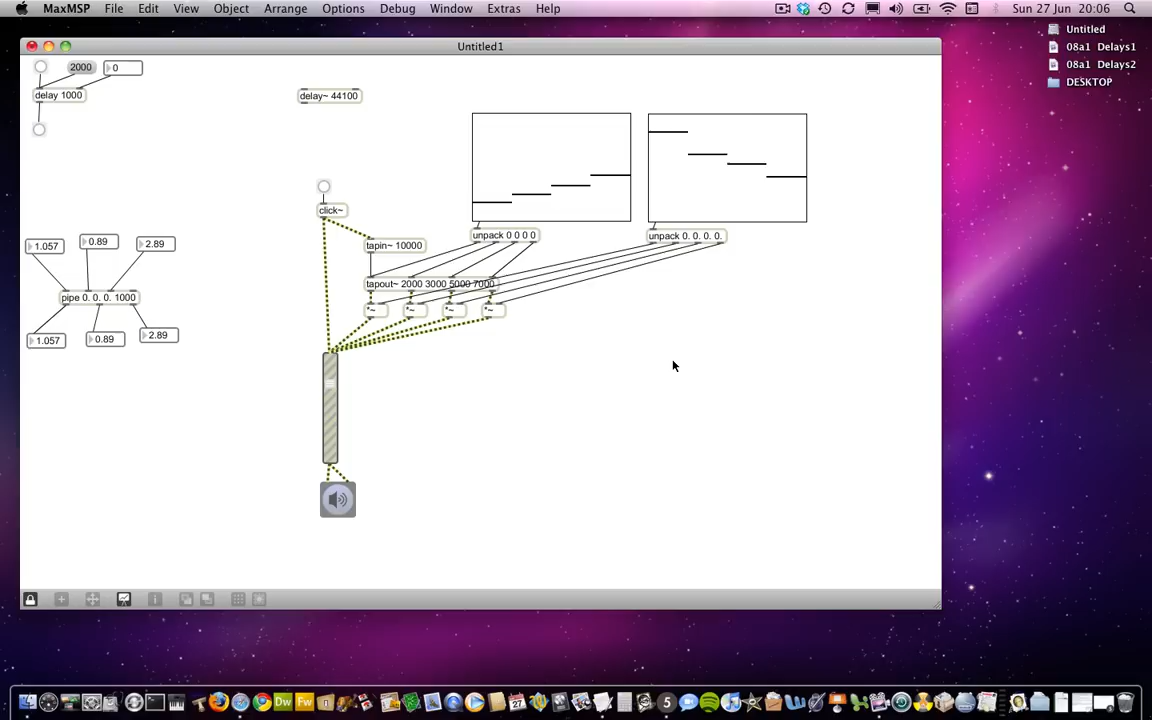 MaxMSP File Edit View Object Arrange Options Debug Window Extras Help Sun 27 Jun 20:06
Untitled1
Untitled
08a1 Delays1
08a1 Delays2
DESKTOP
2000 0
delay 1000
delay~ 44100
click~
unpack 0 0 0 0
unpack 0. 0. 0. 0.
tapin~ 10000
1.057 0.89 2.89
tapout~ 2000 3000 5000 7000
pipe 0. 0. 0. 1000
*~ *~ *~ *~
1.057 0.89 2.89